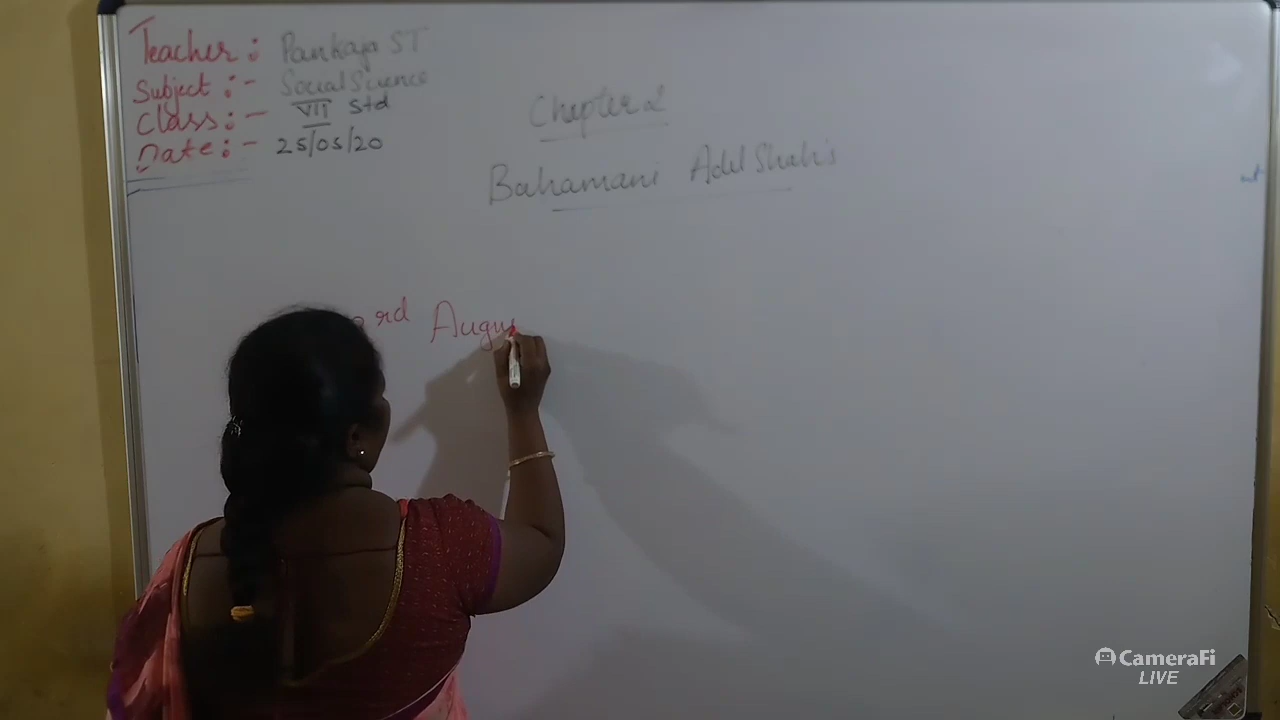 Teacher : Pankaja ST
Subject :- Social Science
Class :- VII std
Date :- 25/05/20
Chapter 2
Bahamani Adil Shah's
rd Augu
CameraFi
LIVE